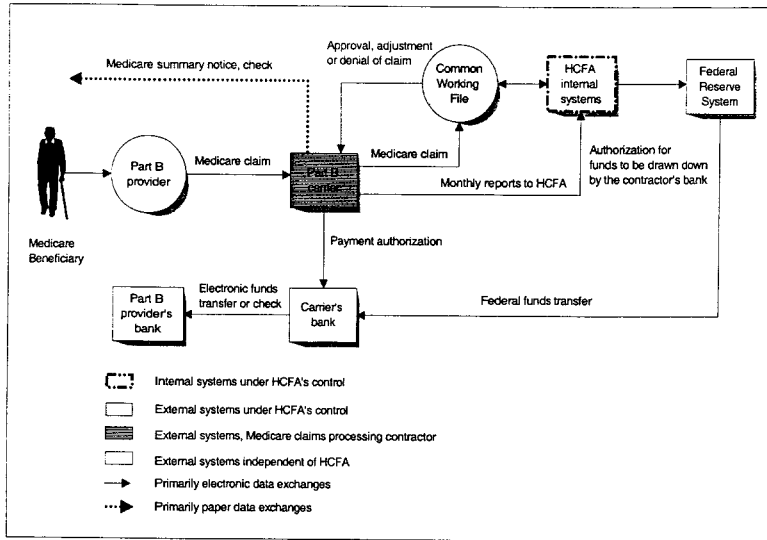 Medicare summary notice, check
Approval, adjustment
or denial of claim
Common
Working
File
HCFA
internal
systems
Federal
Reserve
System
Part B
provider
Medicare claim
Part B
carrier
Medicare claim
Monthly reports to HCFA
Authorization for
funds to be drawn down
by the contractor's bank
Medicare
Beneficiary
Payment authorization
Part B
provider's
bank
Electronic funds
transfer or check
Carrier's
bank
Federal funds transfer
Internal systems under HCFA's control
External systems under HCFA's control
External systems, Medicare claims processing contractor
External systems independent of HCFA
Primarily electronic data exchanges
Primarily paper data exchanges